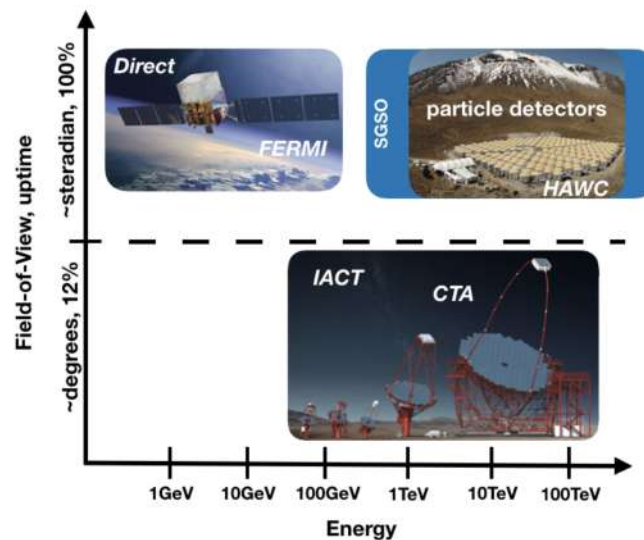 Direct
FERMI
SGSO
particle detectors
HAWC
IACT
CTA
Field-of-View, uptime
~steradian, 100%
~degrees, 12%
1GeV 10GeV 100GeV 1TeV 10TeV 100TeV
Energy